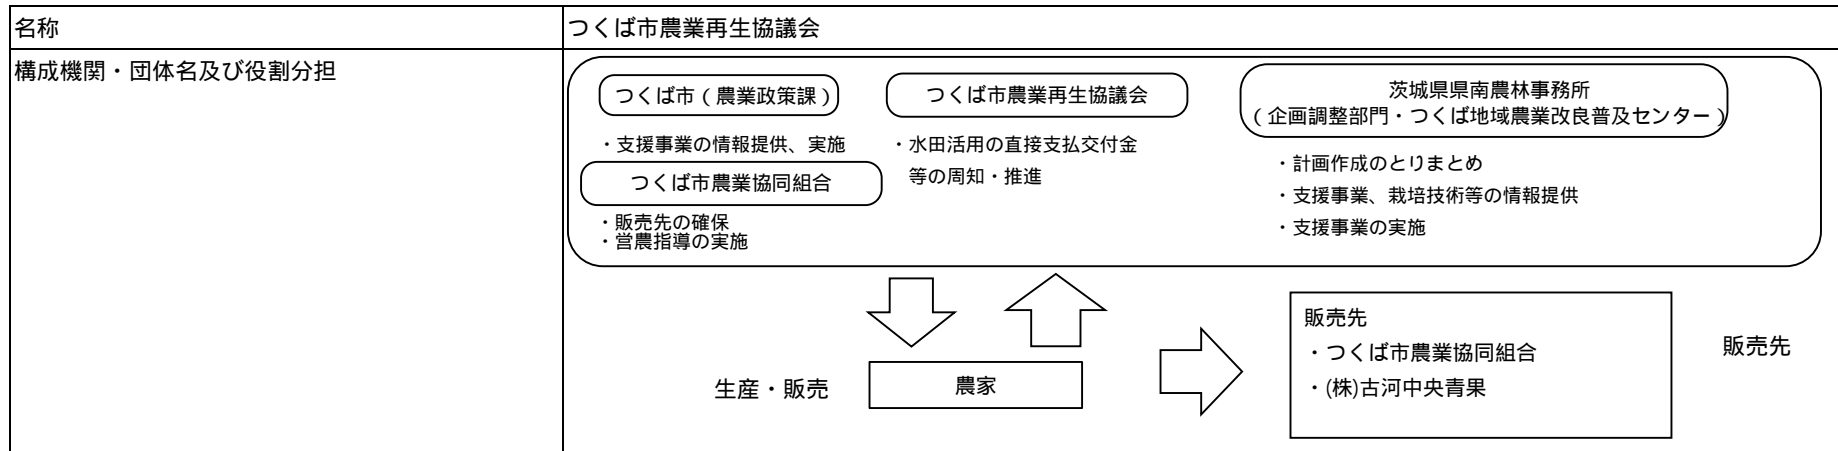 名称
つくば市農業再生協議会
構成機関・団体名及び役割分担
つくば市（農業政策課）
・支援事業の情報提供、実施
つくば市農業協同組合
・販売先の確保
・営農指導の実施
つくば市農業再生協議会
・水田活用の直接支払交付金
等の周知・推進
茨城県県南農林事務所
（企画調整部門・つくば地域農業改良普及センター）
・計画作成のとりまとめ
・支援事業、栽培技術等の情報提供
・支援事業の実施
生産・販売
農家
販売先
・つくば市農業協同組合
・(株)古河中央青果
販売先